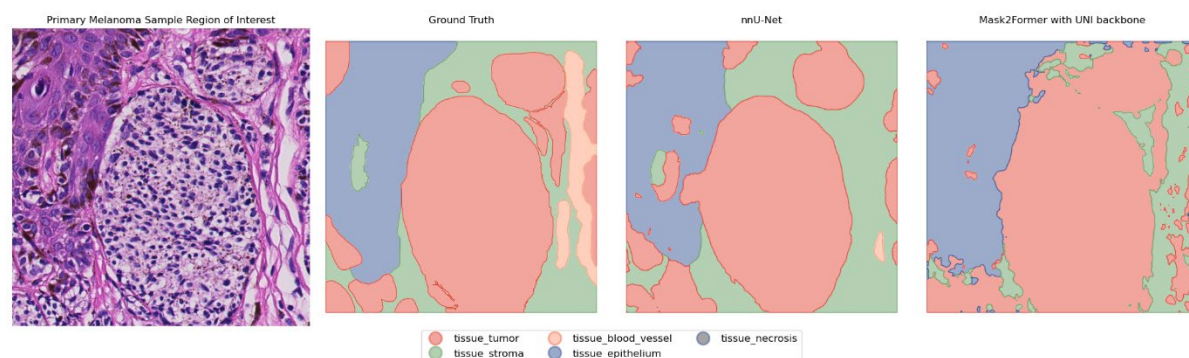 Primary Melanoma Sample Region of Interest
Ground Truth
nnU-Net
Mask2Former with UNI backbone
tissue_tumor
tissue_blood_vessel
tissue_necrosis
tissue_stroma
tissue_epithelium